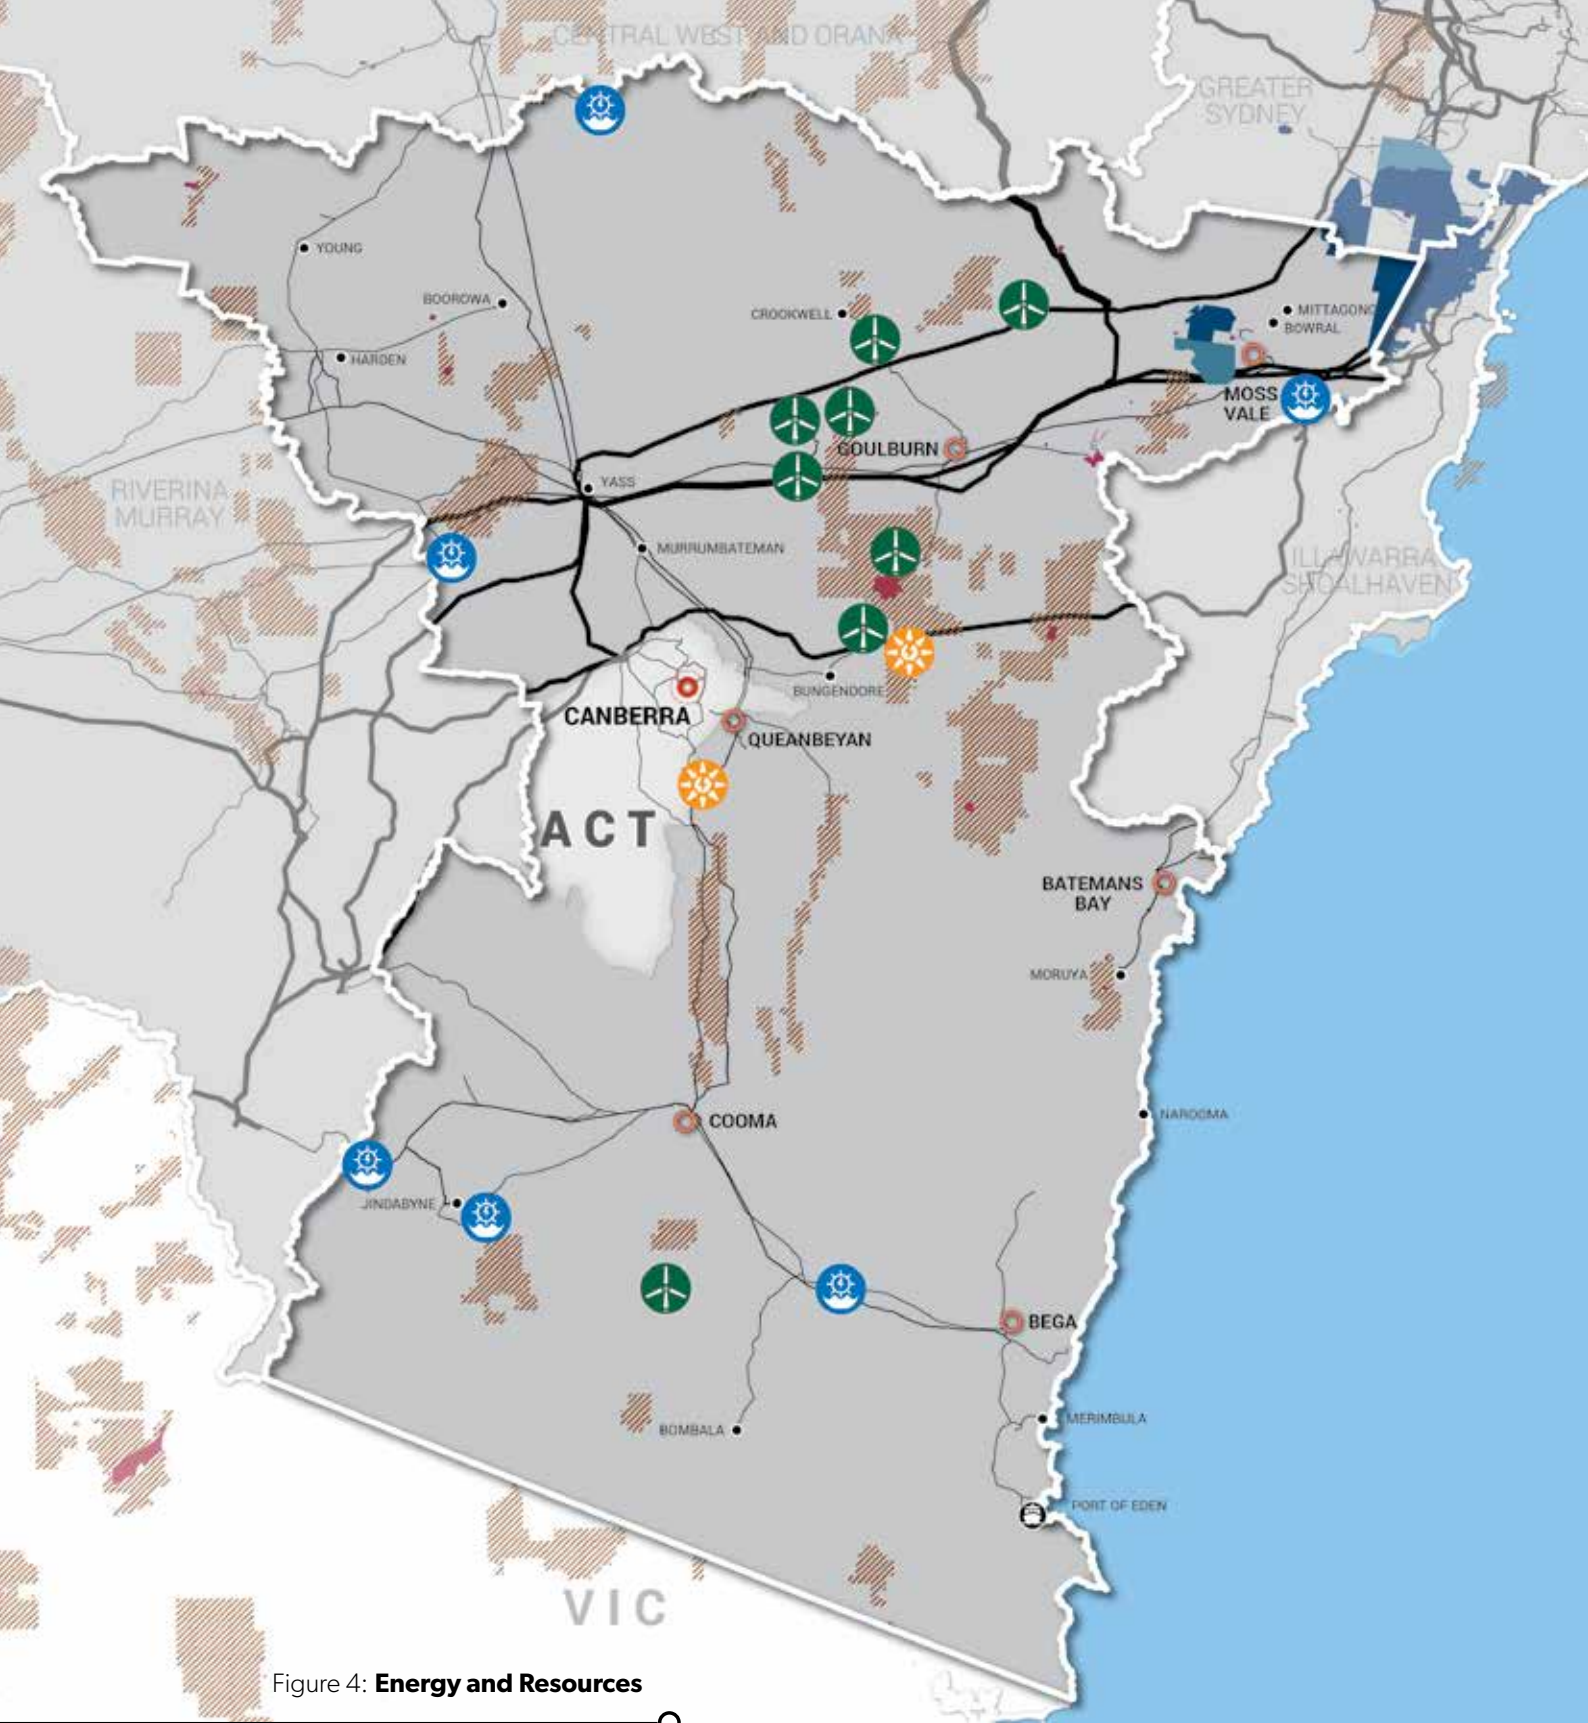 CENTRAL WEST AND ORANA
GREATER
SYDNEY
YOUNG
BOOROWA
CROOKWELL
MITTAGONG
BOWRAL
HARDEN
MOSS
VALE
GOULBURN
YASS
RIVERINA
MURRAY
MURRUMBATEMAN
ILLAWARRA
SHOALHAVEN
BUNGENDORE
CANBERRA
QUEANBEYAN
ACT
BATEMANS
BAY
MORUYA
NAROOMA
COOMA
JINDABYNE
BEGA
MERIMBULA
BOMBALA
PORT OF EDEN
VIC
Figure 4: Energy and Resources